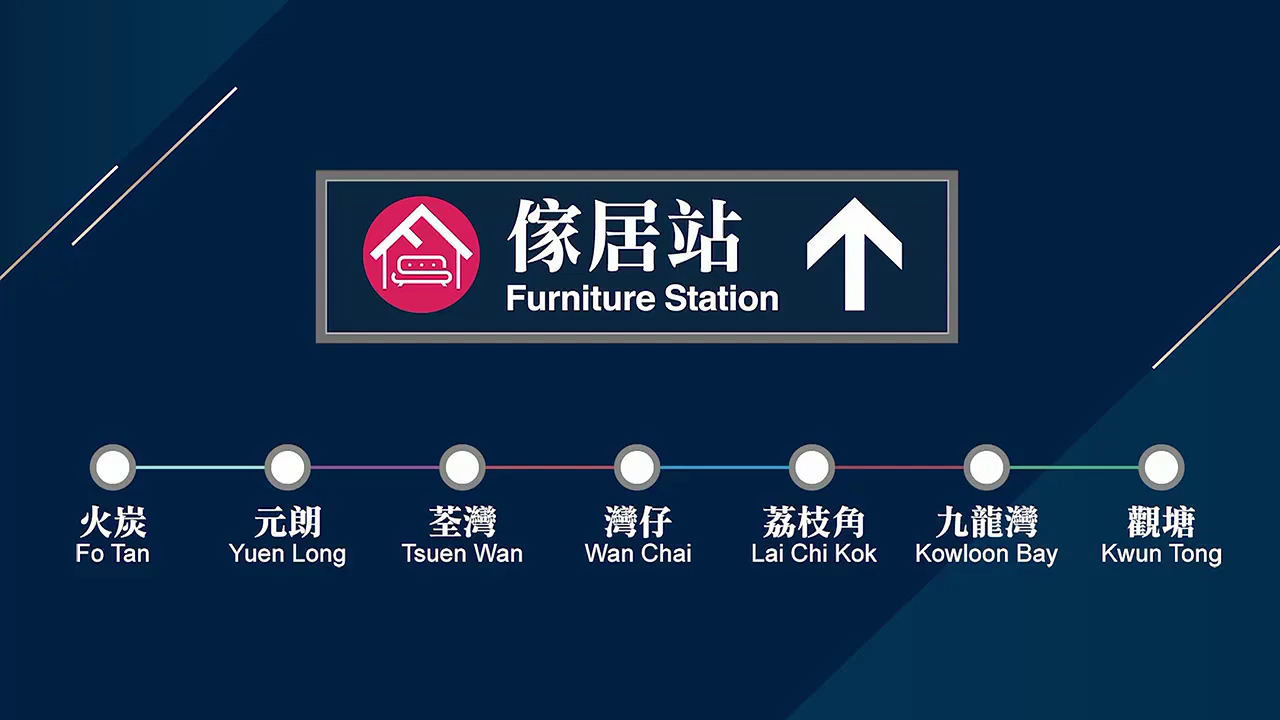 傢居站
Furniture Station
火炭
Fo Tan
元朗
Yuen Long
荃灣
Tsuen Wan
灣仔
Wan Chai
荔枝角
Lai Chi Kok
九龍灣
Kowloon Bay
觀塘
Kwun Tong